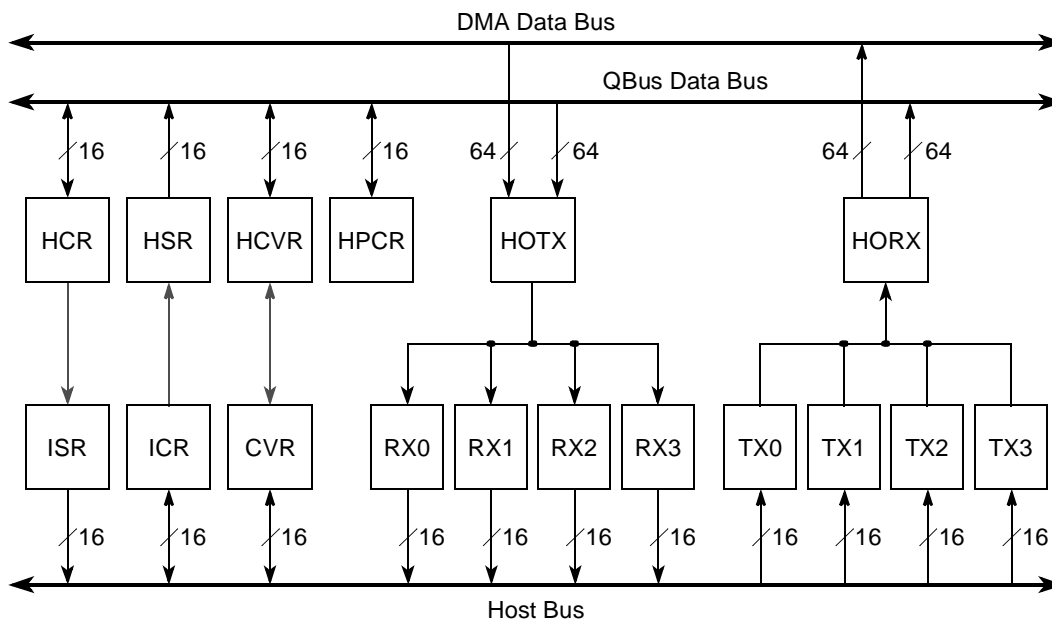 DMA Data Bus
QBus Data Bus
16 16 16 16 64 64 64 64
HCR HSR HCVR HPCR HOTX HORX
ISR ICR CVR RX0 RX1 RX2 RX3 TX0 TX1 TX2 TX3
16 16 16 16 16 16 16 16 16 16 16
Host Bus